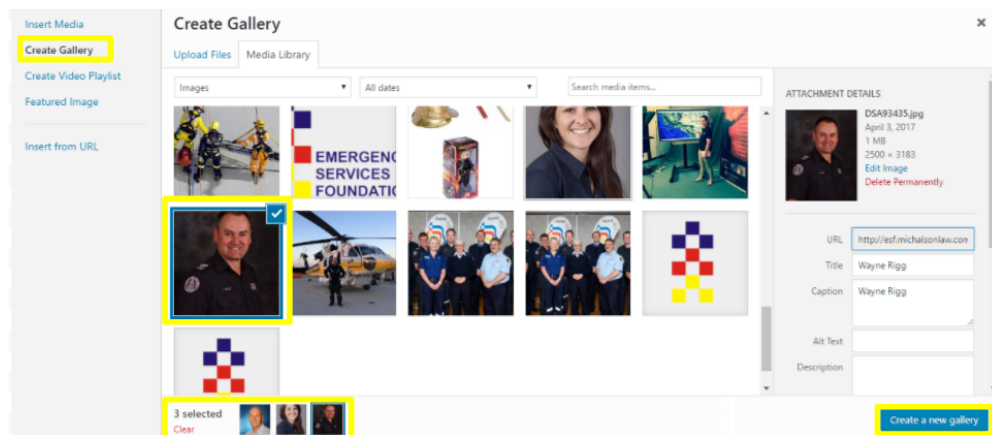 Insert Media
Create Gallery
Create Video Playlist
Featured Image
Insert from URL
Create Gallery
Upload Files Media Library
Images All dates Search media items...
EMERGENC
SERVICES
FOUNDATIO
3 selected
Clear
ATTACHMENT DETAILS
DSA93435.jpg
April 3, 2017
1 MB
2500 × 3183
Edit Image
Delete Permanently
URL http://esf.michalsonlaw.com
Title Wayne Rigg
Caption Wayne Rigg
Alt Text
Description
Create a new gallery